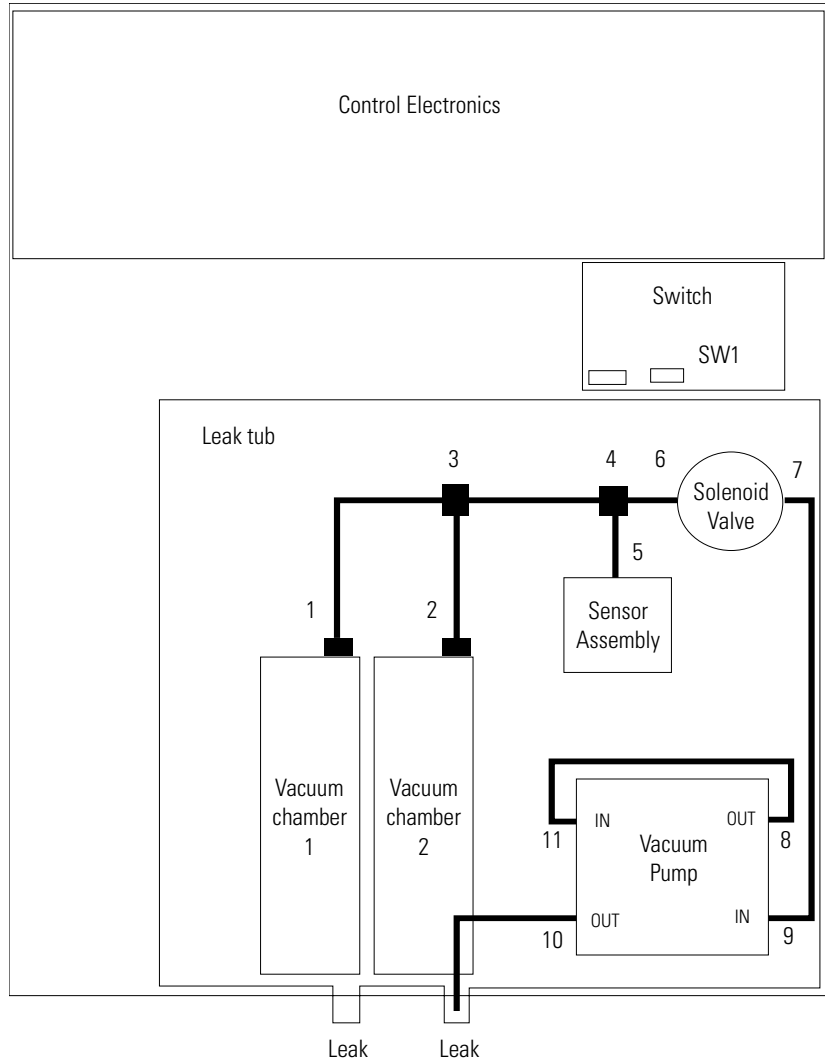 Control Electronics
Switch
SW1
Leak tub
3
4
6
7
Solenoid
Valve
5
1
2
Sensor
Assembly
Vacuum
chamber
1
Vacuum
chamber
2
11
IN
OUT
8
Vacuum
Pump
10
OUT
IN
9
Leak
Leak